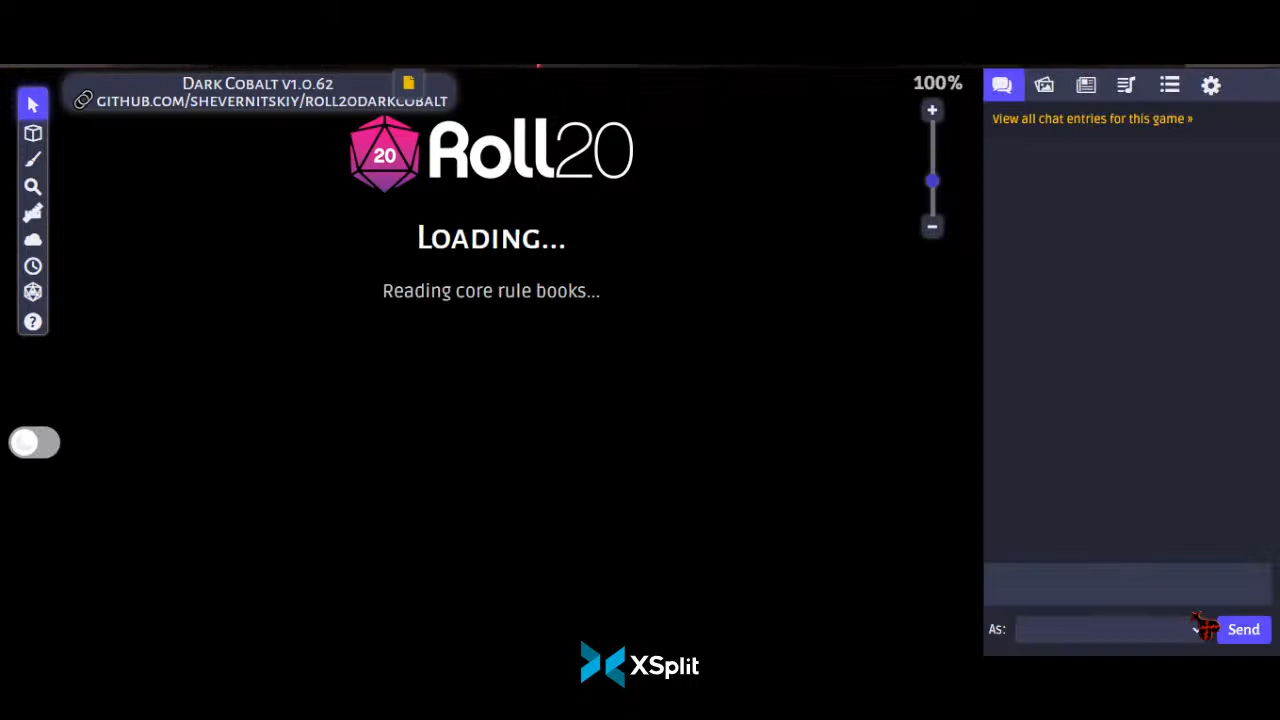 Dark Cobalt v1.0.62
github.com/shevernitskiy/roll20darkcobalt
20
Roll20
Loading...
Reading core rule books...
100%
View all chat entries for this game »
As:
Send
XSplit